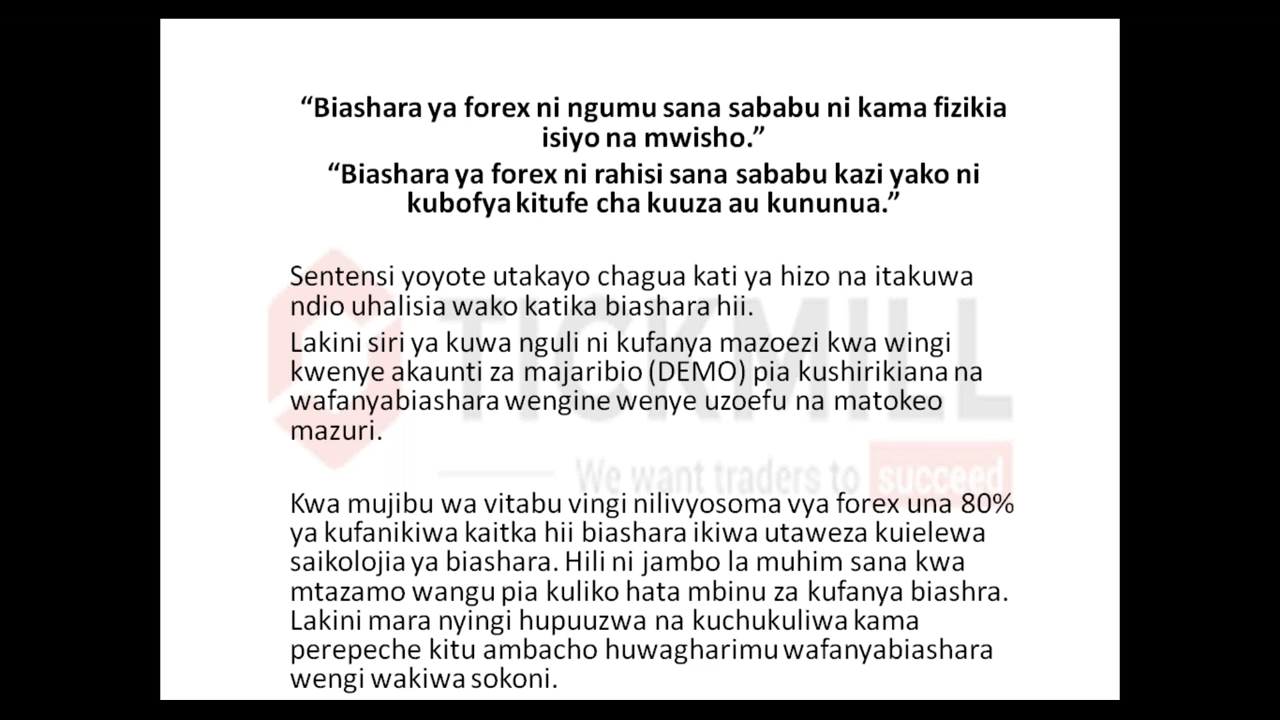 “Biashara ya forex ni ngumu sana sababu ni kama fizikia
isiyo na mwisho.”
“Biashara ya forex ni rahisi sana sababu kazi yako ni
kubofya kitufe cha kuuza au kununua.”
Sentensi yoyote utakayo chagua kati ya hizo na itakuwa
ndio uhalisia wako katika biashara hii.
Lakini siri ya kuwa nguli ni kufanya mazoezi kwa wingi
kwenye akaunti za majaribio (DEMO) pia kushirikiana na
wafanyabiashara wengine wenye uzoefu na matokeo
mazuri.
TICKMILL
We want traders to succeed
Kwa mujibu wa vitabu vingi nilivyosoma vya forex una 80%
ya kufanikiwa kaitka hii biashara ikiwa utaweza kuielewa
saikolojia ya biashara. Hili ni jambo la muhim sana kwa
mtazamo wangu pia kuliko hata mbinu za kufanya biashra.
Lakini mara nyingi hupuuzwa na kuchukuliwa kama
perepeche kitu ambacho huwagharimu wafanyabiashara
wengi wakiwa sokoni.